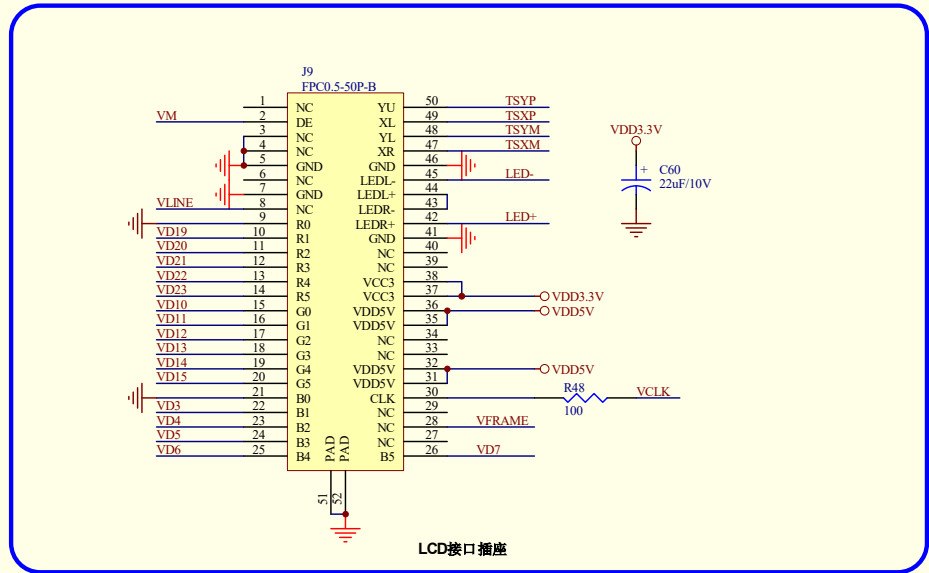 J9
FPC0.5-50P-B
1 NC YU 50 TSYP
VM 2 DE XL 49 TSXP
3 NC YL 48 TSYM
4 NC XR 47 TSXM
5 GND GND 46
6 NC LEDL- 45 LED-
7 GND LEDL+ 44
VLINE 8 NC LEDR- 43
9 R0 LEDR+ 42 LED+
VD19 10 R1 GND 41
VD20 11 R2 NC 40
VD21 12 R3 NC 39
VD22 13 R4 VCC3 38
VD23 14 R5 VCC3 37 VDD3.3V
VD10 15 G0 VDD5V 36 VDD5V
VD11 16 G1 VDD5V 35
VD12 17 G2 NC 34
VD13 18 G3 NC 33
VD14 19 G4 VDD5V 32 VDD5V
VD15 20 G5 VDD5V 31
21 B0 CLK 30 R48 VCLK
100
VD3 22 B1 NC 29
VD4 23 B2 NC 28 VFRAME
VD5 24 B3 NC 27
VD6 25 B4 B5 26 VD7
PAD
PAD
51
52
VDD3.3V
+ C60
22uF/10V
LCD接口插座